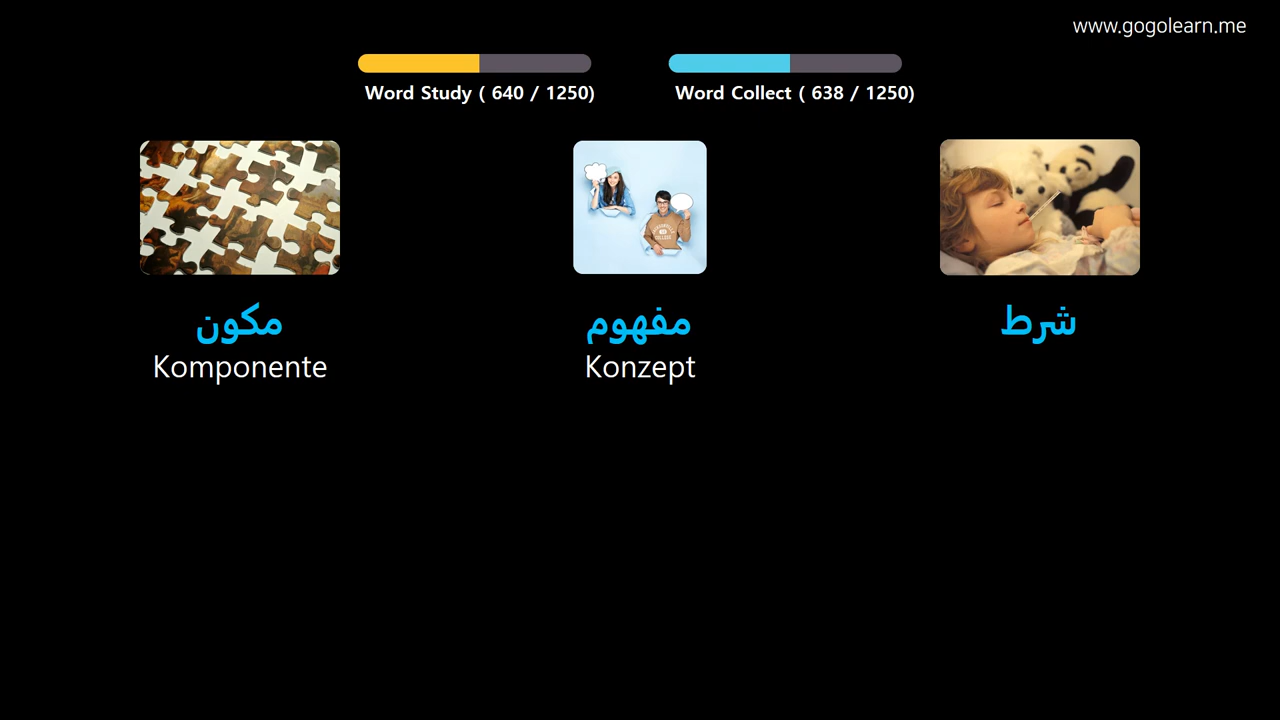 www.gogolearn.me
Word Study ( 640 / 1250)
Word Collect ( 638 / 1250)
مكون
Komponente
مفهوم
Konzept
شرط